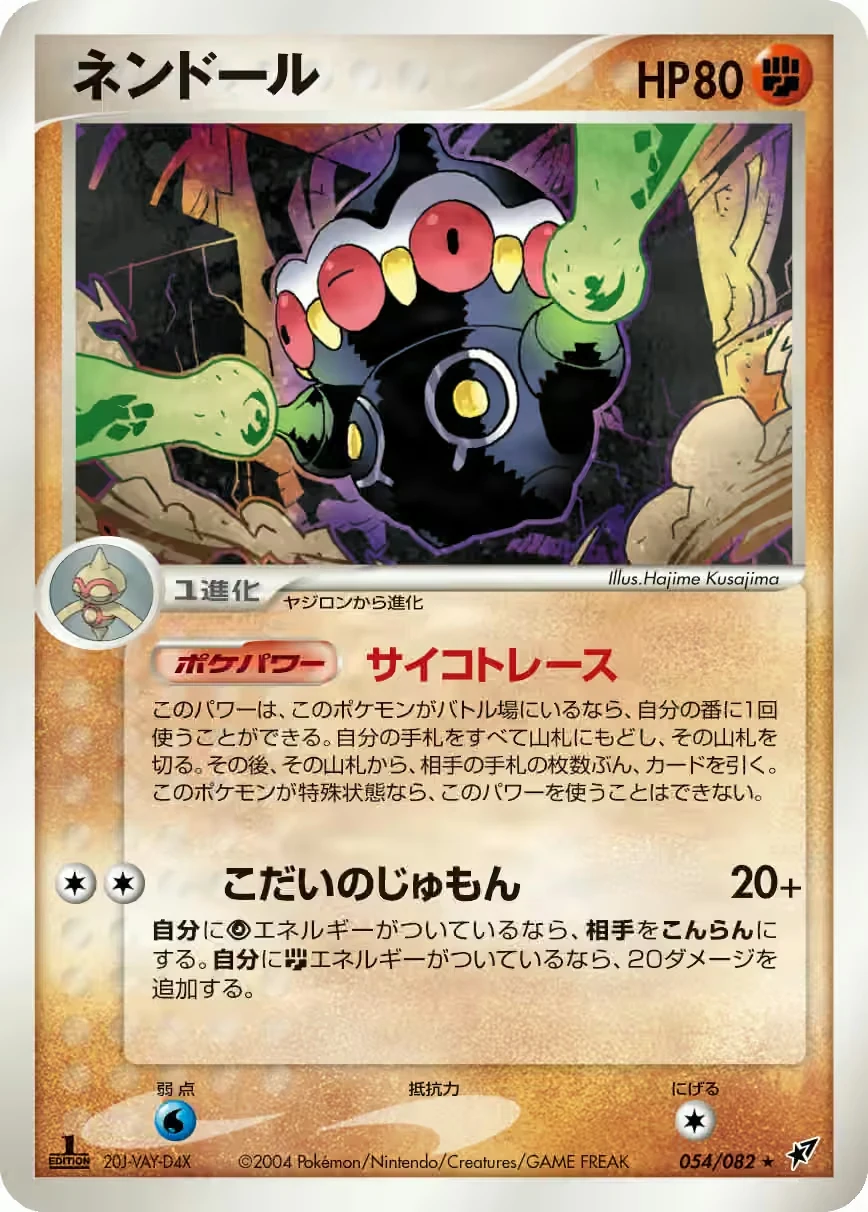 ネンドール
HP80
Illus.Hajime Kusajima
1進化
ヤジロンから進化
ポケパワー サイコトレース
このパワーは、このポケモンがバトル場にいるなら、自分の番に1回
使うことができる。自分の手札をすべて山札にもどし、その山札を
切る。その後、その山札から、相手の手札の枚数ぶん、カードを引く。
このポケモンが特殊状態なら、このパワーを使うことはできない。
こだいのじゅもん 20+
自分にエネルギーがついているなら、相手をこんらんに
する。自分にエネルギーがついているなら、20ダメージを
追加する。
弱点 抵抗力 にげる
1 EDITION 20J-VAY-D4X ©2004 Pokémon/Nintendo/Creatures/GAME FREAK 054/082 ★